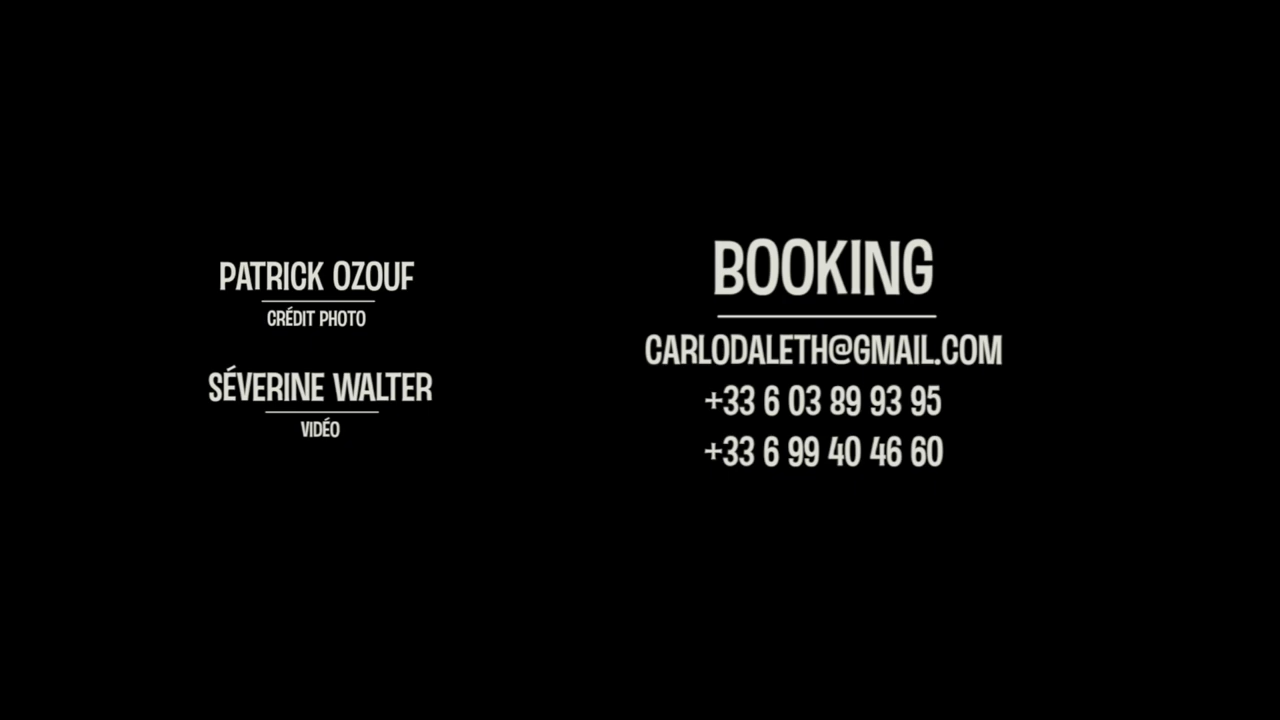 PATRICK OZOUF
CRÉDIT PHOTO
SÉVERINE WALTER
VIDÉO
BOOKING
CARLODALETH@GMAIL.COM
+33 6 03 89 93 95
+33 6 99 40 46 60